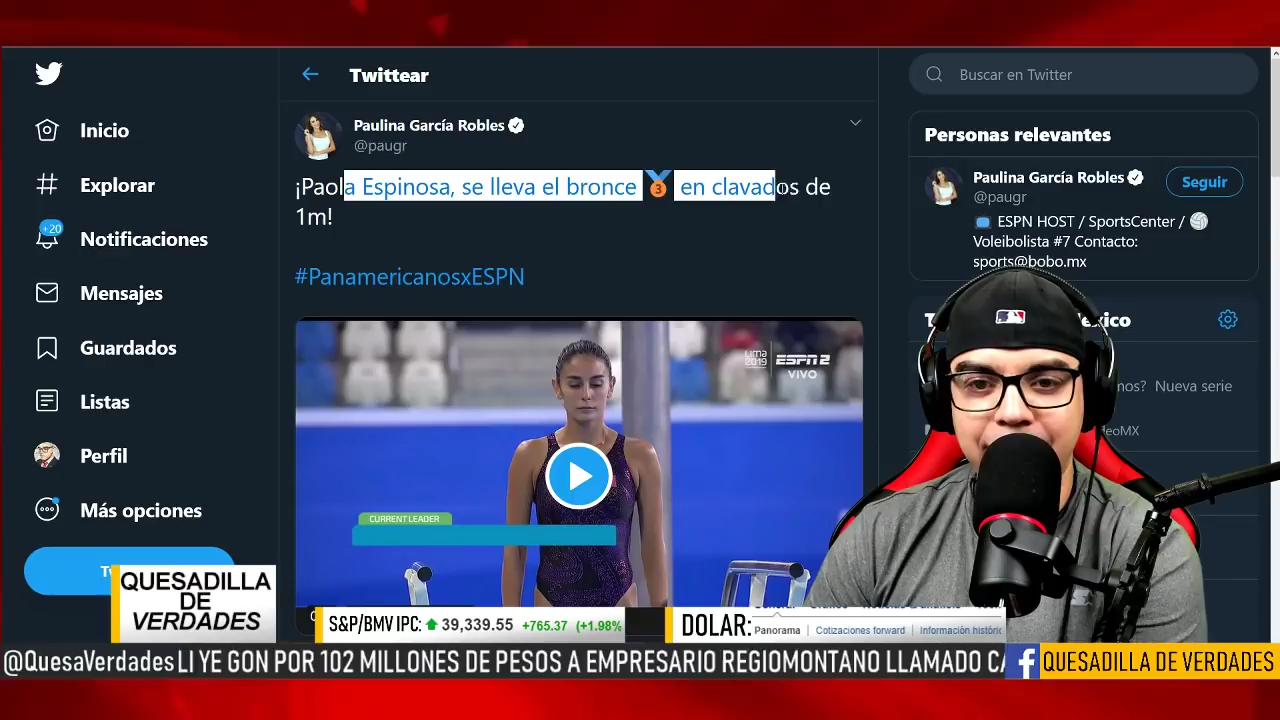 Twittear
Buscar en Twitter
Inicio
Explorar
+20
Notificaciones
Mensajes
Guardados
Listas
Perfil
Más opciones
Paulina García Robles
@paugr
¡Paola Espinosa, se lleva el bronce 🥉 en clavados de
1m!
#PanamericanosxESPN
Lima
2019
ESPN 2
VIVO
CURRENT LEADER
Personas relevantes
Paulina García Robles
@paugr
Seguir
ESPN HOST / SportsCenter /
Voleibolista #7 Contacto:
sports@bobo.mx
Nueva serie
QUESADILLA
DE
VERDADES
S&P/BMV IPC: 39,339.55 +765.37 (+1.98%)
DOLAR:
Panorama | Cotizaciones forward | Información históric
@QuesaVerdades LI YE GON POR 102 MILLONES DE PESOS A EMPRESARIO REGIOMONTANO LLAMADO CA
QUESADILLA DE VERDADES